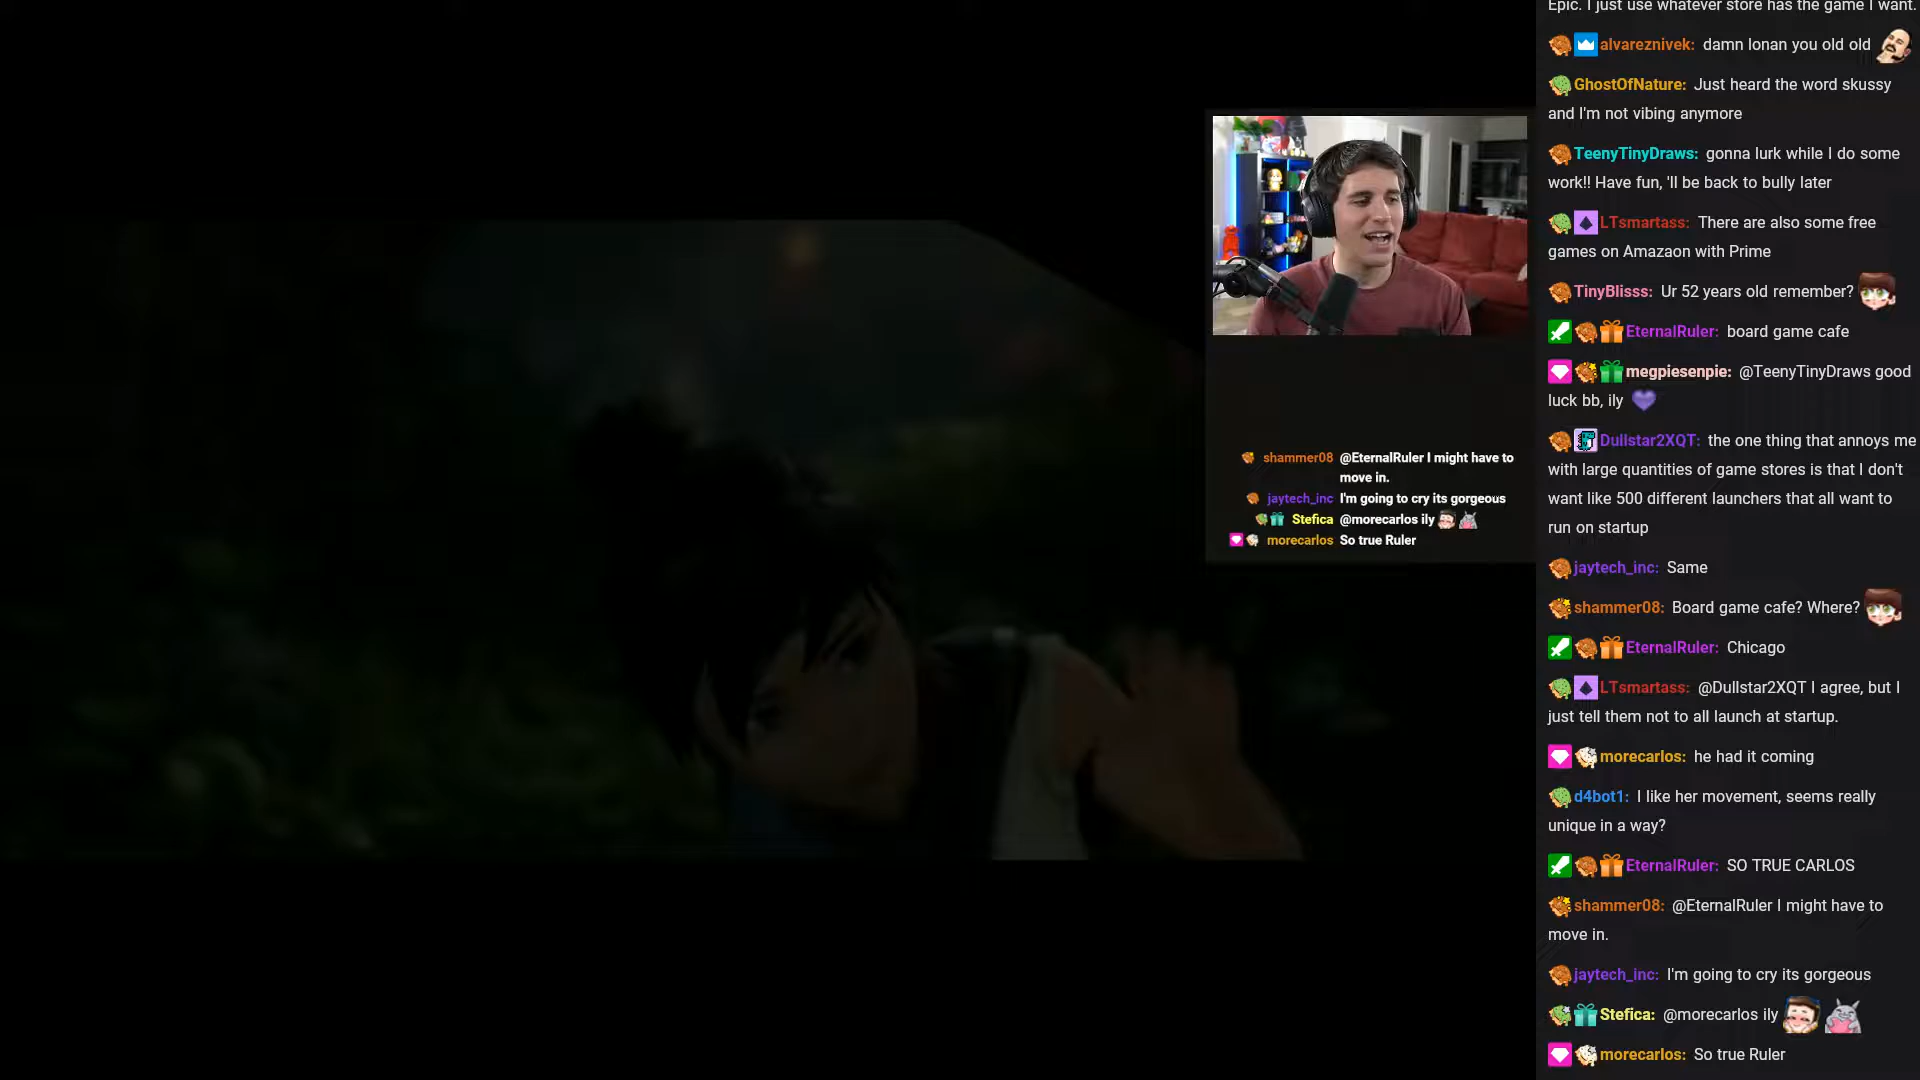 Epic. I just use whatever store has the game I want.
alvareznivek: damn lonan you old old
GhostOfNature: Just heard the word skussy
and I'm not vibing anymore
TeenyTinyDraws: gonna lurk while I do some
work!! Have fun, 'll be back to bully later
LTsmartass: There are also some free
games on Amazaon with Prime
TinyBlisss: Ur 52 years old remember?
EternalRuler: board game cafe
megpiesenpie: @TeenyTinyDraws good
luck bb, ily
Dullstar2XQT: the one thing that annoys me
with large quantities of game stores is that I don't
want like 500 different launchers that all want to
run on startup
jaytech_inc: Same
shammer08: Board game cafe? Where?
EternalRuler: Chicago
LTsmartass: @Dullstar2XQT I agree, but I
just tell them not to all launch at startup.
morecarlos: he had it coming
d4bot1: I like her movement, seems really
unique in a way?
EternalRuler: SO TRUE CARLOS
shammer08: @EternalRuler I might have to
move in.
jaytech_inc: I'm going to cry its gorgeous
Stefica: @morecarlos ily
morecarlos: So true Ruler
shammer08 @EternalRuler I might have to
move in.
jaytech_inc I'm going to cry its gorgeous
Stefica @morecarlos ily
morecarlos So true Ruler